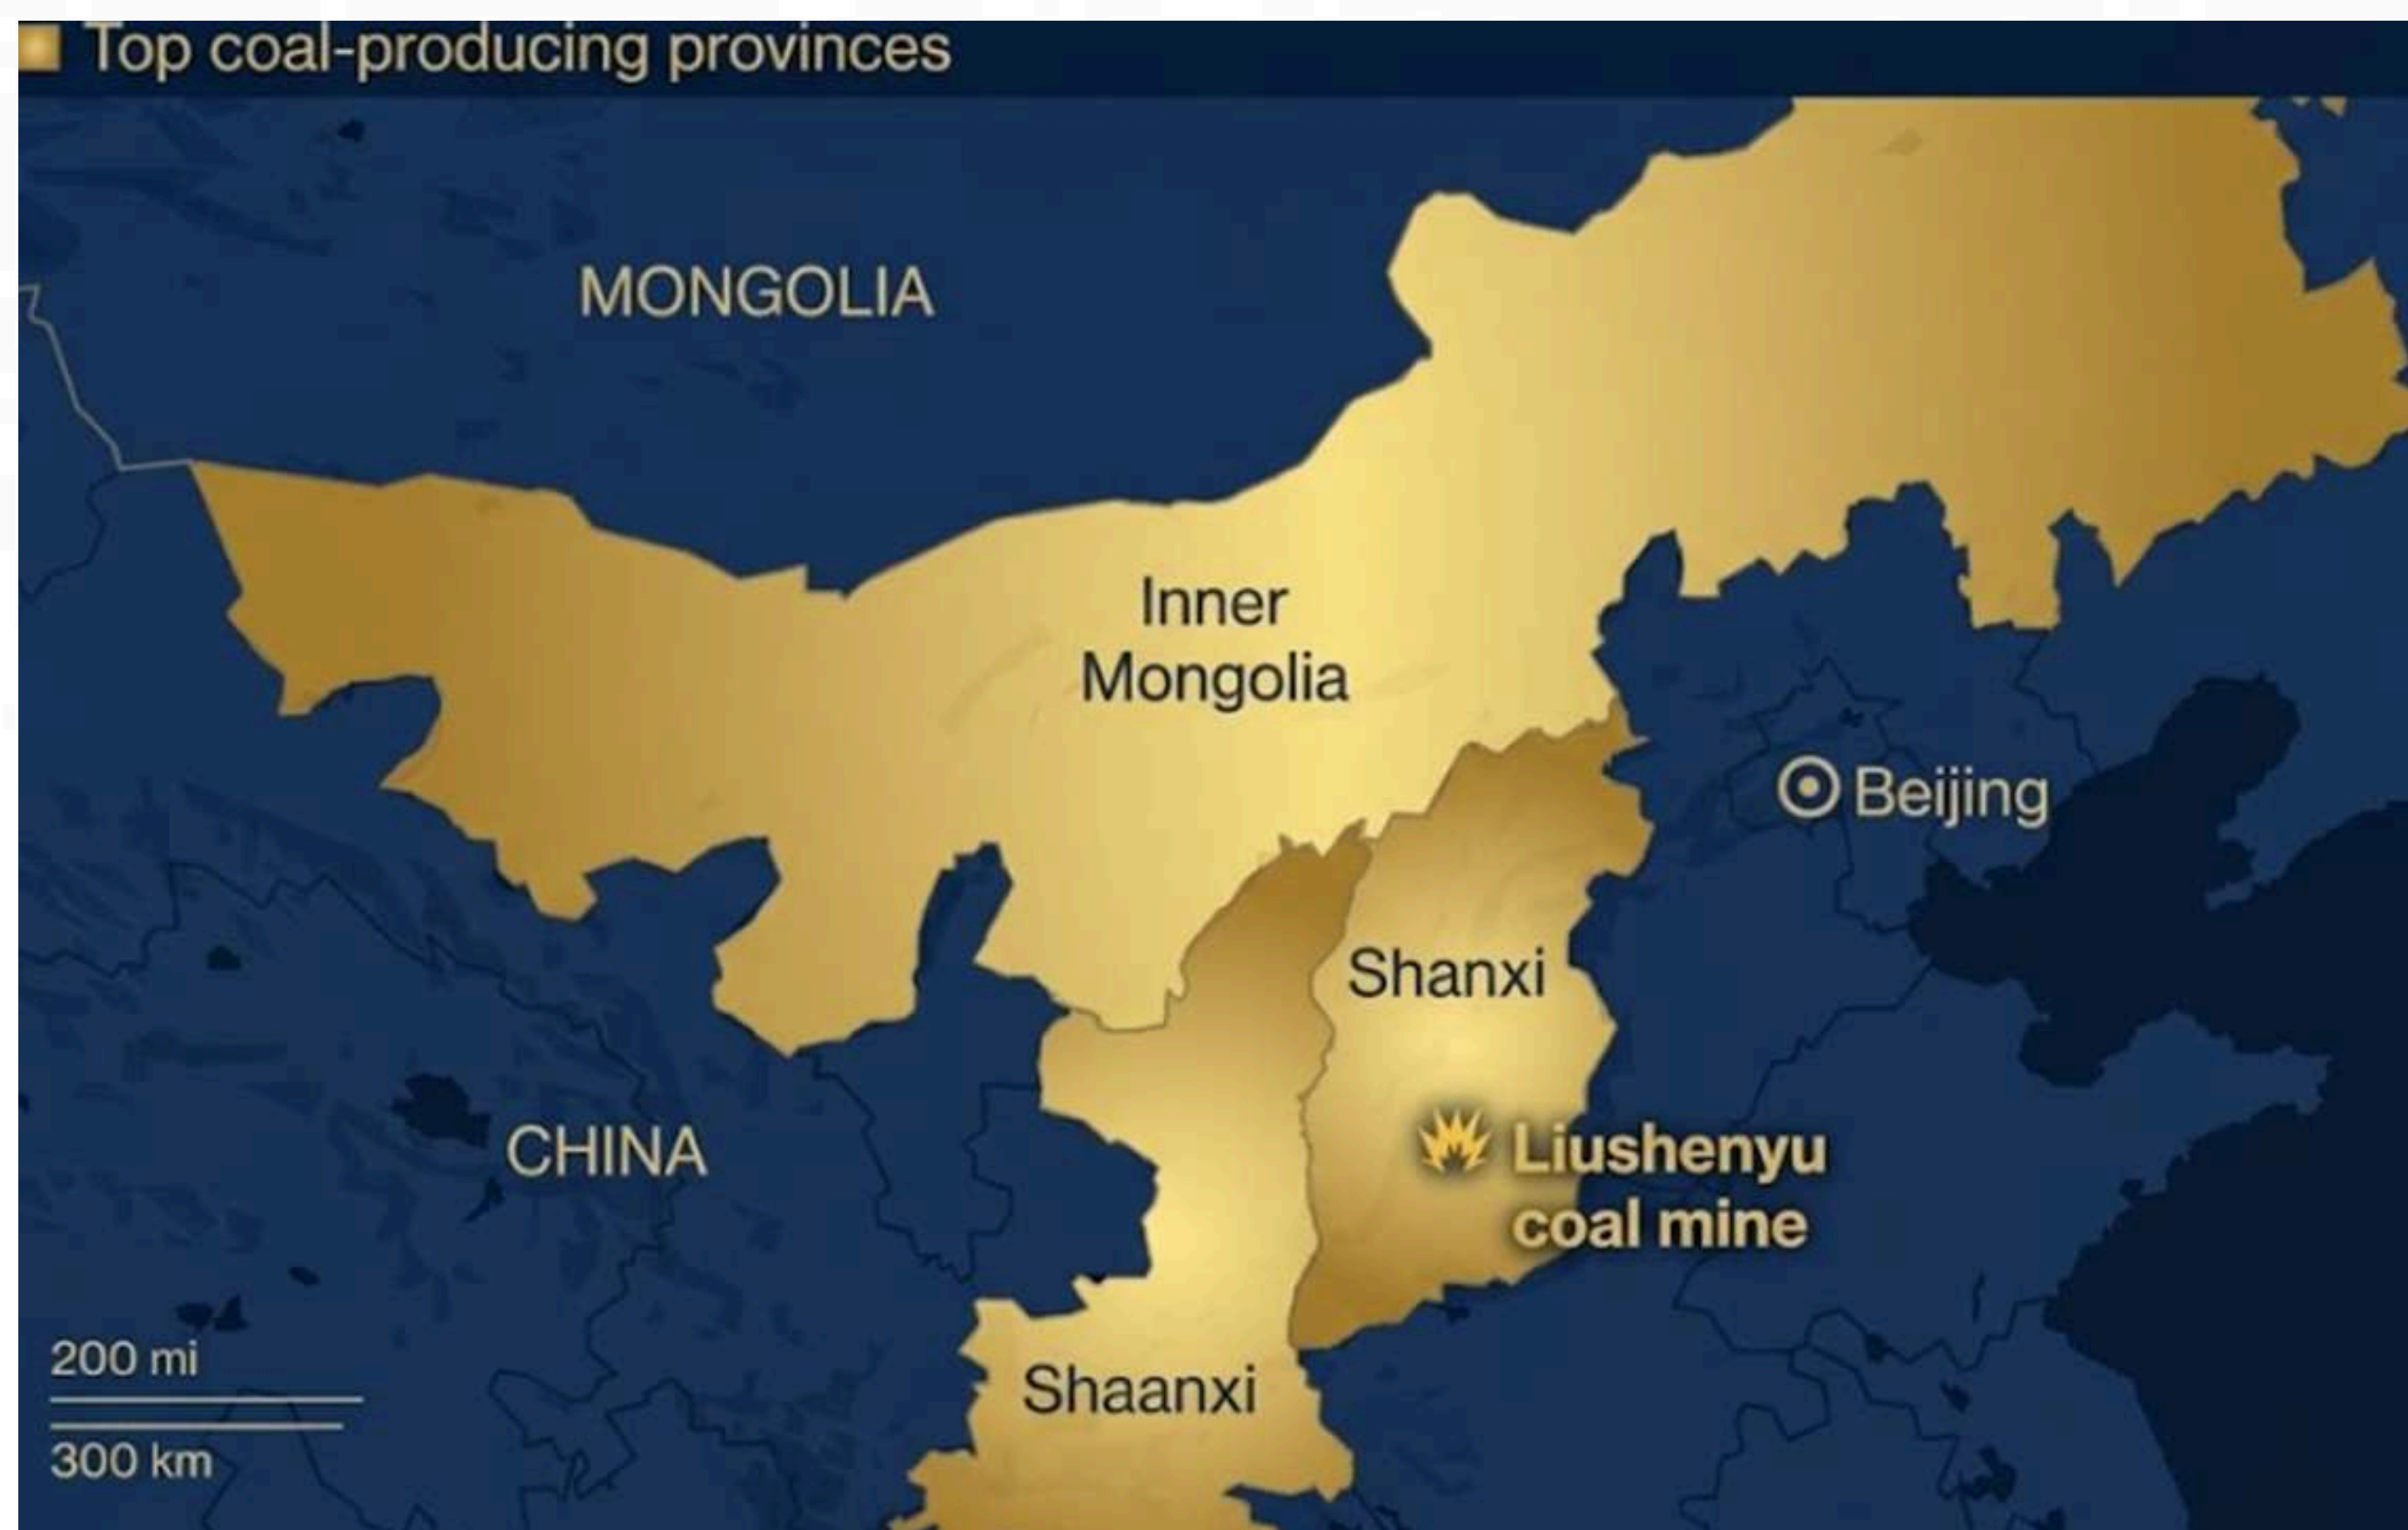 Top coal-producing provinces
MONGOLIA
Inner
Mongolia
Beijing
Shanxi
Liushenyu
coal mine
CHINA
Shaanxi
200 mi
300 km